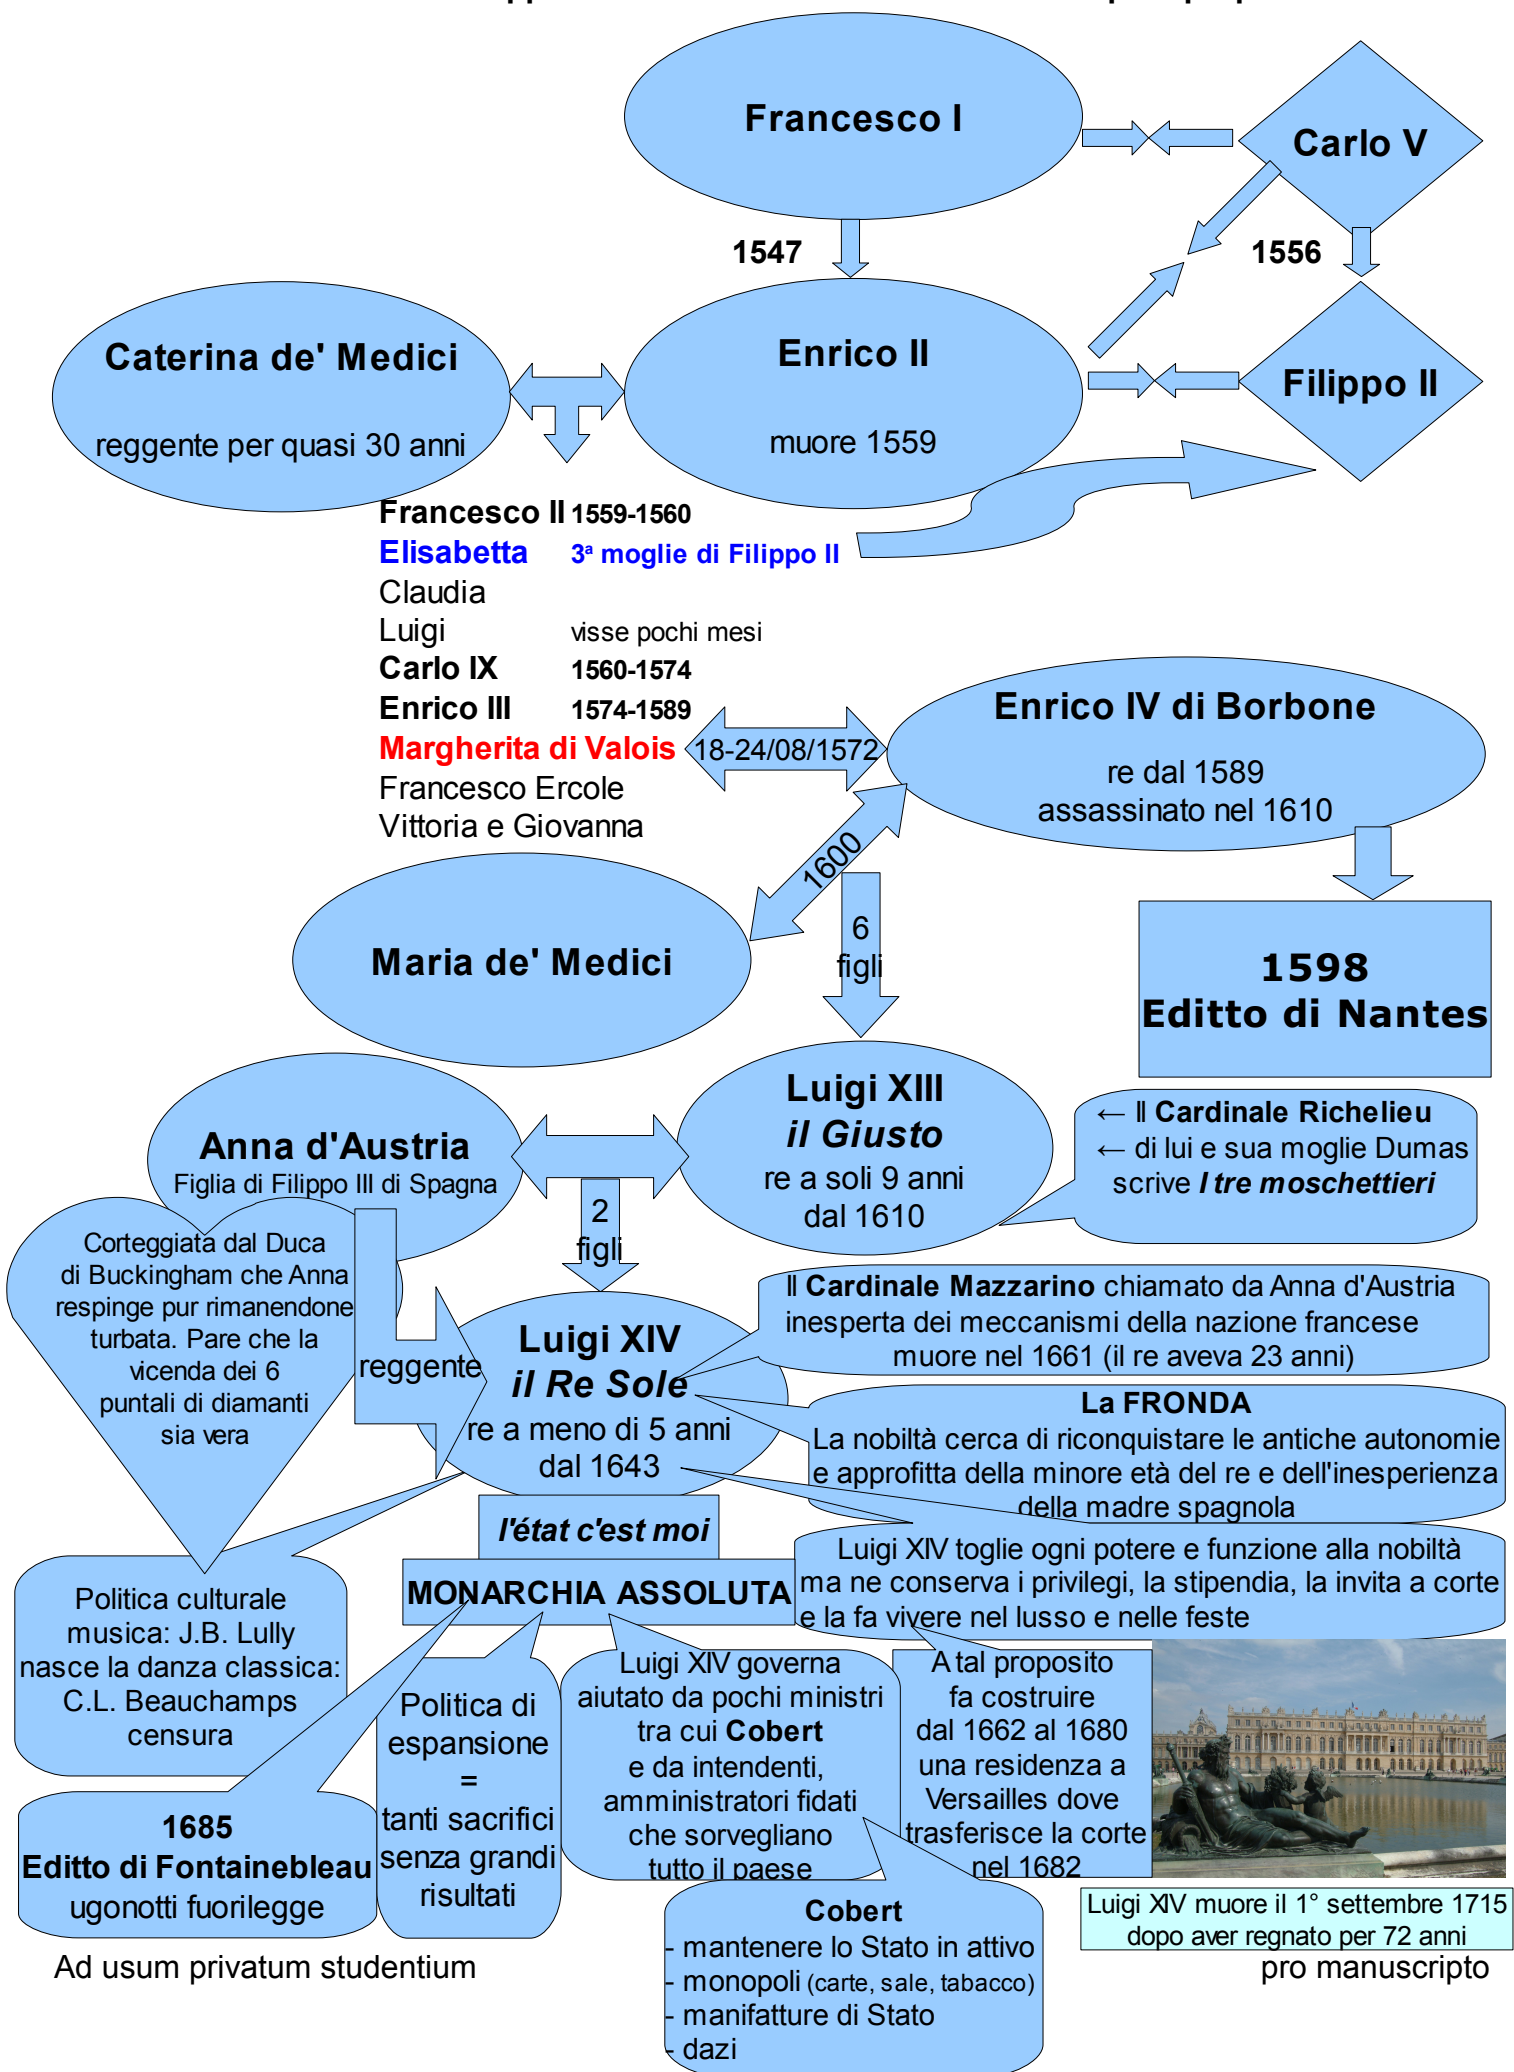 Francesco I
Carlo V
1547
1556
Caterina de' Medici
reggente per quasi 30 anni
Enrico II
muore 1559
Filippo II
Francesco II 1559-1560
Elisabetta 3ª moglie di Filippo II
Claudia
Luigi visse pochi mesi
Carlo IX 1560-1574
Enrico III 1574-1589
Margherita di Valois
Francesco Ercole
Vittoria e Giovanna
18-24/08/1572
Enrico IV di Borbone
re dal 1589
assassinato nel 1610
1600
Maria de' Medici
6
figli
1598
Editto di Nantes
Anna d'Austria
Figlia di Filippo III di Spagna
Luigi XIII
il Giusto
re a soli 9 anni
dal 1610
← Il Cardinale Richelieu
← di lui e sua moglie Dumas
scrive I tre moschettieri
2
figli
Corteggiata dal Duca
di Buckingham che Anna
respinge pur rimanendone
turbata. Pare che la
vicenda dei 6
puntali di diamanti
sia vera
reggente
Luigi XIV
il Re Sole
re a meno di 5 anni
dal 1643
Il Cardinale Mazzarino chiamato da Anna d'Austria
inesperta dei meccanismi della nazione francese
muore nel 1661 (il re aveva 23 anni)
La FRONDA
La nobiltà cerca di riconquistare le antiche autonomie
e approfitta della minore età del re e dell'inesperienza
della madre spagnola
l'état c'est moi
MONARCHIA ASSOLUTA
Luigi XIV toglie ogni potere e funzione alla nobiltà
ma ne conserva i privilegi, la stipendia, la invita a corte
e la fa vivere nel lusso e nelle feste
Politica culturale
musica: J.B. Lully
nasce la danza classica:
C.L. Beauchamps
censura
1685
Editto di Fontainebleau
ugonotti fuorilegge
Politica di
espansione
=
tanti sacrifici
senza grandi
risultati
Luigi XIV governa
aiutato da pochi ministri
tra cui Cobert
e da intendenti,
amministratori fidati
che sorvegliano
tutto il paese
A tal proposito
fa costruire
dal 1662 al 1680
una residenza a
Versailles dove
trasferisce la corte
nel 1682
Cobert
- mantenere lo Stato in attivo
- monopoli (carte, sale, tabacco)
- manifatture di Stato
- dazi
Luigi XIV muore il 1° settembre 1715
dopo aver regnato per 72 anni
Ad usum privatum studentium
pro manuscripto